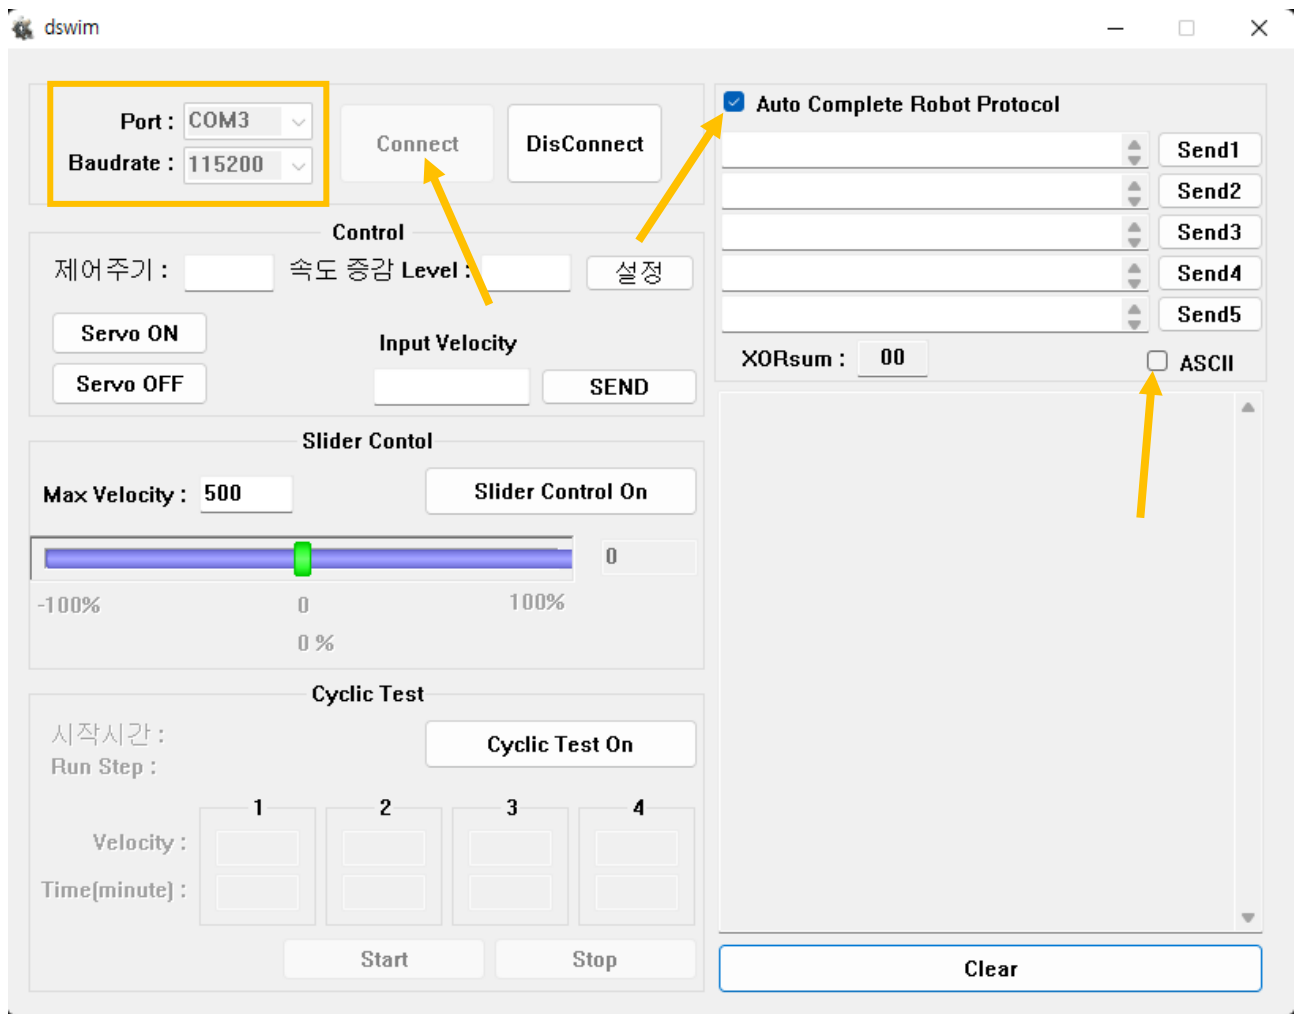 dswim
Port : COM3
Baudrate : 115200
Connect
DisConnect
Control
제어주기 :
속도 증감 Level :
설정
Servo ON
Servo OFF
Input Velocity
SEND
Slider Contol
Max Velocity : 500
Slider Control On
0
-100%
0
100%
0 %
Cyclic Test
시작시간 :
Run Step :
Cyclic Test On
1 2 3 4
Velocity :
Time(minute) :
Start
Stop
Auto Complete Robot Protocol
Send1
Send2
Send3
Send4
Send5
XORsum : 00
ASCII
Clear